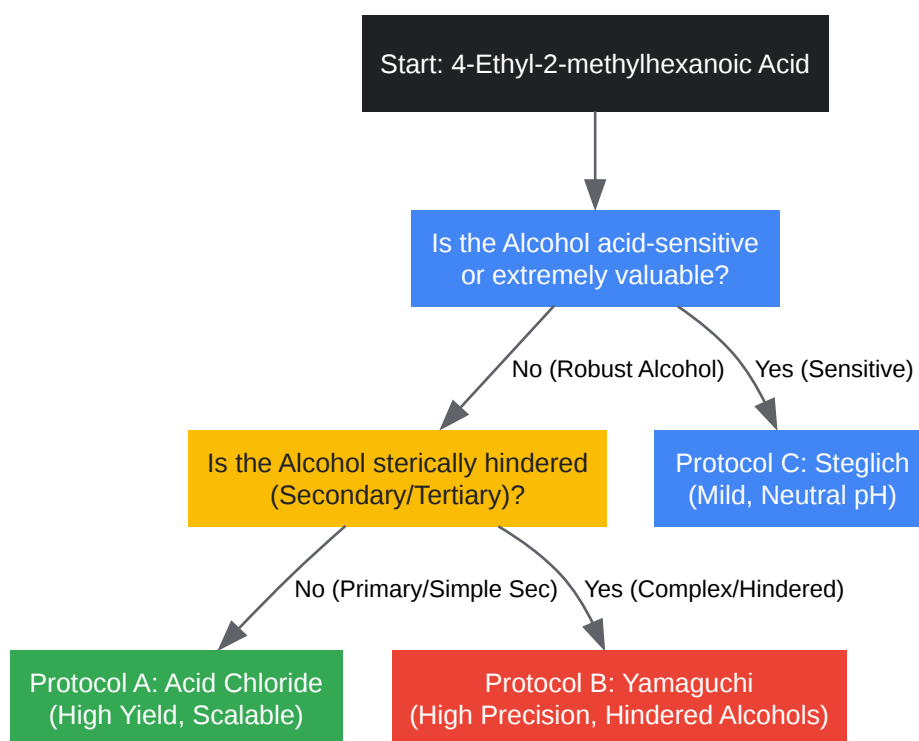 Start: 4-Ethyl-2-methylhexanoic Acid
Is the Alcohol acid-sensitive
or extremely valuable?
No (Robust Alcohol)
Yes (Sensitive)
Is the Alcohol sterically hindered
(Secondary/Tertiary)?
Protocol C: Steglich
(Mild, Neutral pH)
No (Primary/Simple Sec)
Yes (Complex/Hindered)
Protocol A: Acid Chloride
(High Yield, Scalable)
Protocol B: Yamaguchi
(High Precision, Hindered Alcohols)